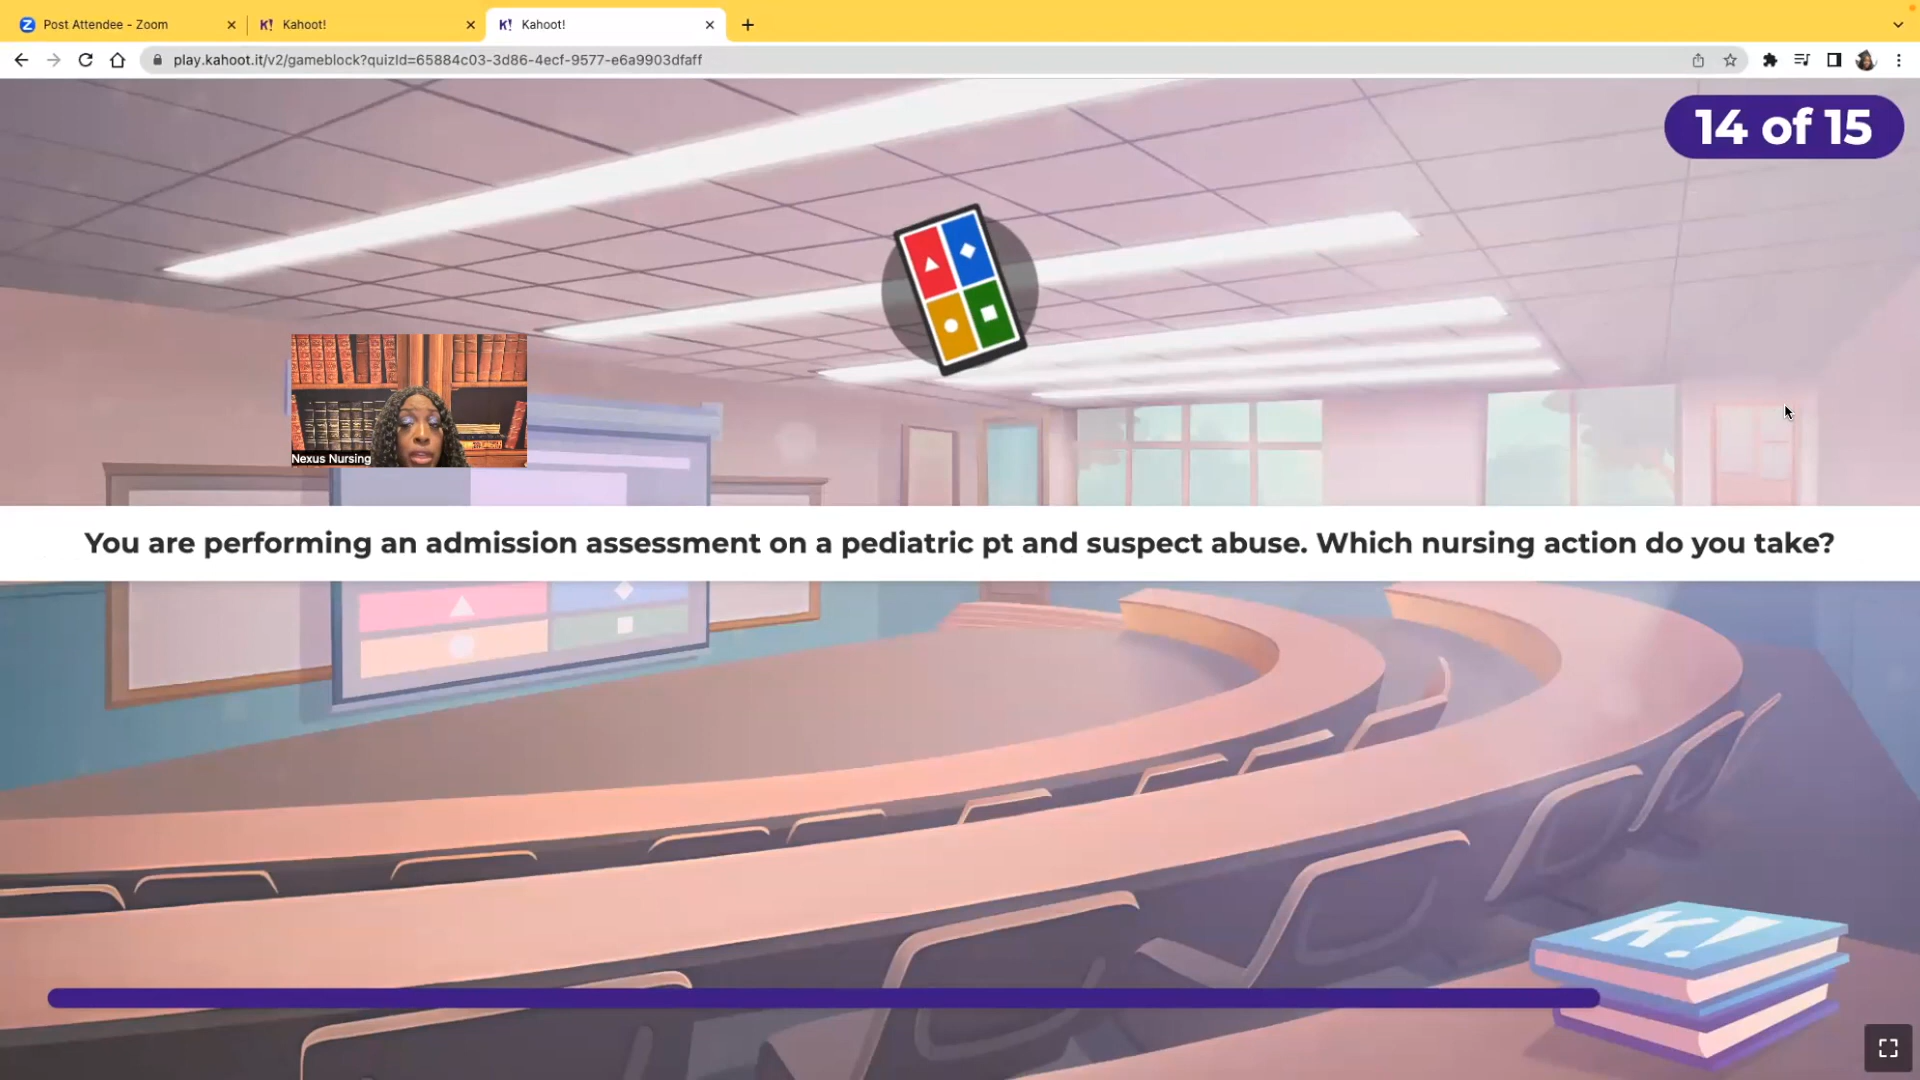 Post Attendee - Zoom
Kahoot!
Kahoot!
play.kahoot.it/v2/gameblock?quizId=65884c03-3d86-4ecf-9577-e6a9903dfaff
14 of 15
Nexus Nursing
You are performing an admission assessment on a pediatric pt and suspect abuse. Which nursing action do you take?
K!